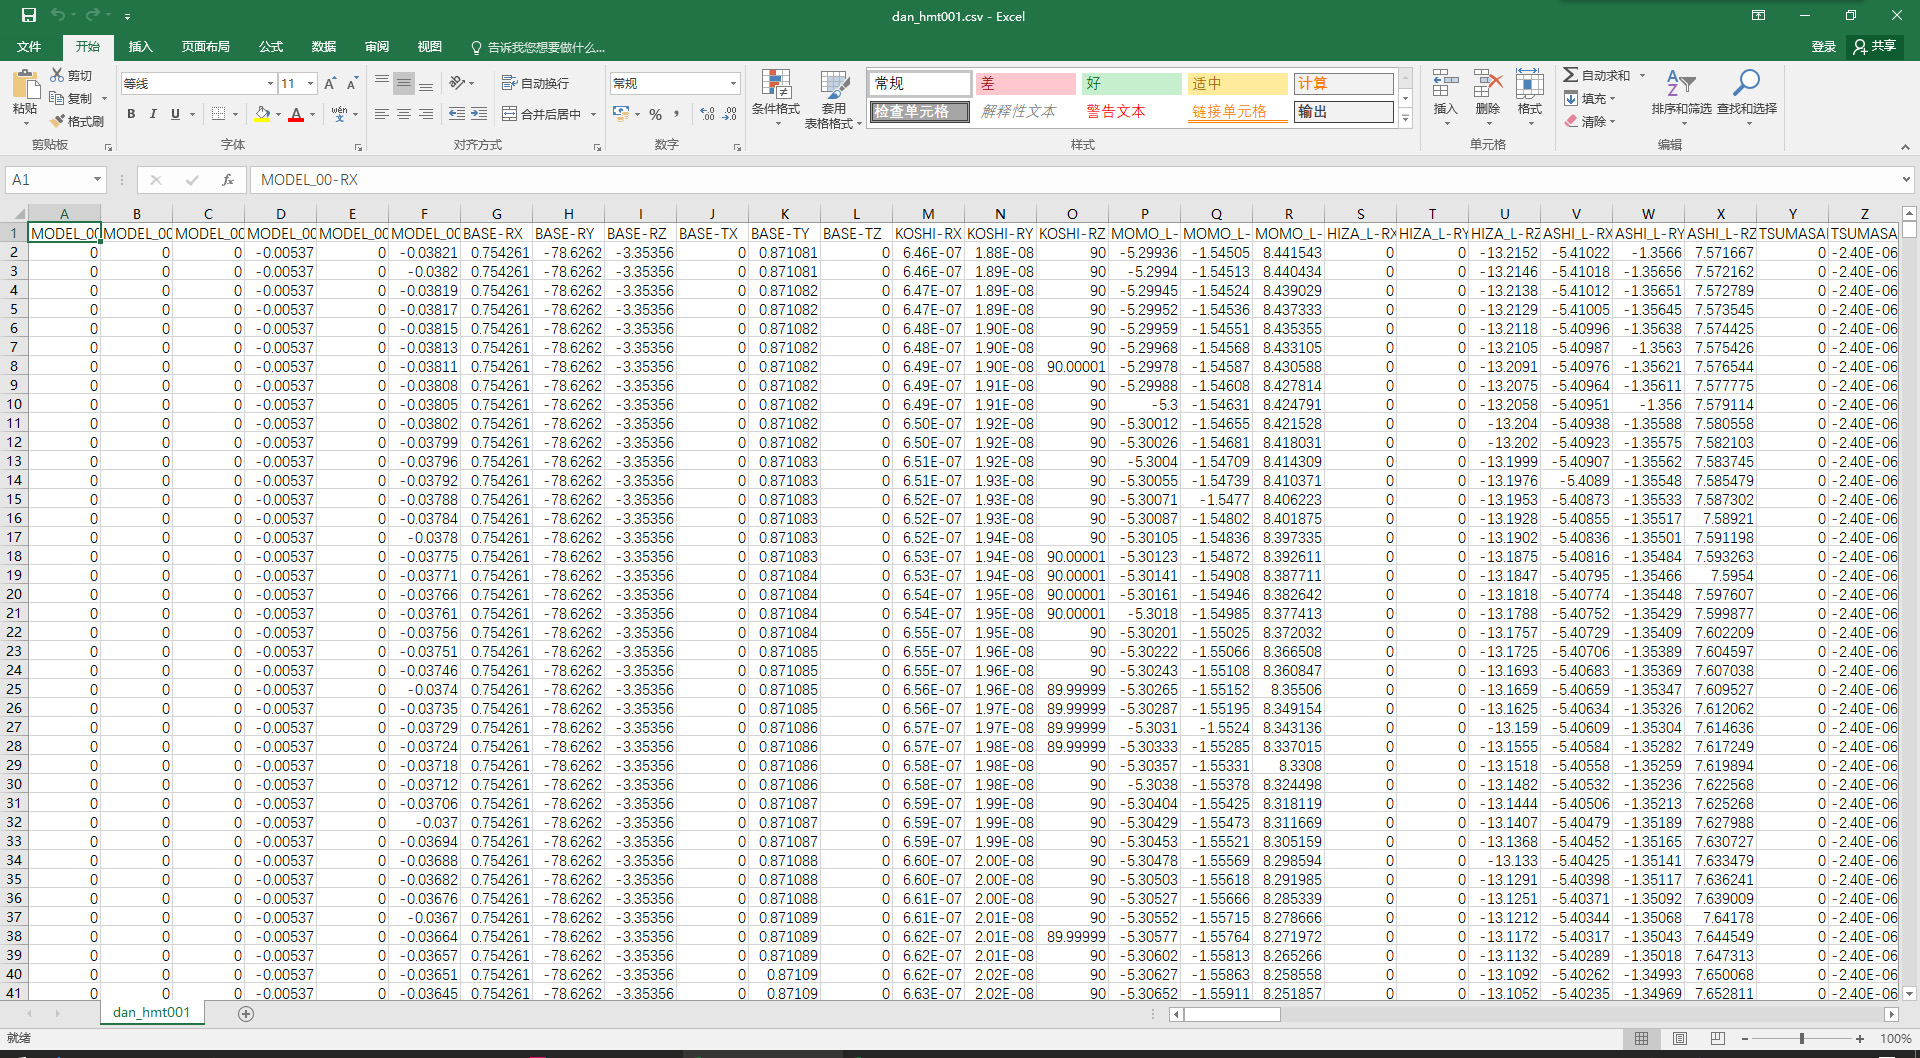 dan_hmt001.csv - Excel
文件 开始 插入 页面布局 公式 数据 审阅 视图 告诉我您想要做什么... 登录 共享
粘贴 剪切 复制 格式刷 剪贴板
等线 11 B I U wén 字体
自动换行 合并后居中 对齐方式
常规 % 数字
条件格式 套用表格格式 常规 差 好 适中 计算
检查单元格 解释性文本 警告文本 链接单元格 输出 样式
插入 删除 格式 单元格
自动求和 填充 清除 排序和筛选 查找和选择 编辑
A1 fx MODEL_00-RX
A B C D E F G H I J K L M N O P Q R S T U V W X Y Z
1 MODEL_00 MODEL_00 MODEL_00 MODEL_00 MODEL_00 MODEL_00 BASE-RX BASE-RY BASE-RZ BASE-TX BASE-TY BASE-TZ KOSHI-RX KOSHI-RY KOSHI-RZ MOMO_L- MOMO_L- MOMO_L- HIZA_L-RX HIZA_L-RY HIZA_L-RZ ASHI_L-RX ASHI_L-RY ASHI_L-RZ TSUMASA TSUMASA
2 0 0 0 -0.00537 0 -0.03821 0.754261 -78.6262 -3.35356 0 0.871081 0 6.46E-07 1.88E-08 90 -5.29936 -1.54505 8.441543 0 0 -13.2152 -5.41022 -1.3566 7.571667 0 -2.40E-06
3 0 0 0 -0.00537 0 -0.0382 0.754261 -78.6262 -3.35356 0 0.871081 0 6.46E-07 1.89E-08 90 -5.2994 -1.54513 8.440434 0 0 -13.2146 -5.41018 -1.35656 7.572162 0 -2.40E-06
4 0 0 0 -0.00537 0 -0.03819 0.754261 -78.6262 -3.35356 0 0.871082 0 6.47E-07 1.89E-08 90 -5.29945 -1.54524 8.439029 0 0 -13.2138 -5.41012 -1.35651 7.572789 0 -2.40E-06
5 0 0 0 -0.00537 0 -0.03817 0.754261 -78.6262 -3.35356 0 0.871082 0 6.47E-07 1.89E-08 90 -5.29952 -1.54536 8.437333 0 0 -13.2129 -5.41005 -1.35645 7.573545 0 -2.40E-06
6 0 0 0 -0.00537 0 -0.03815 0.754261 -78.6262 -3.35356 0 0.871082 0 6.48E-07 1.90E-08 90 -5.29959 -1.54551 8.435355 0 0 -13.2118 -5.40996 -1.35638 7.574425 0 -2.40E-06
7 0 0 0 -0.00537 0 -0.03813 0.754261 -78.6262 -3.35356 0 0.871082 0 6.48E-07 1.90E-08 90 -5.29968 -1.54568 8.433105 0 0 -13.2105 -5.40987 -1.3563 7.575426 0 -2.40E-06
8 0 0 0 -0.00537 0 -0.03811 0.754261 -78.6262 -3.35356 0 0.871082 0 6.49E-07 1.90E-08 90.00001 -5.29978 -1.54587 8.430588 0 0 -13.2091 -5.40976 -1.35621 7.576544 0 -2.40E-06
9 0 0 0 -0.00537 0 -0.03808 0.754261 -78.6262 -3.35356 0 0.871082 0 6.49E-07 1.91E-08 90 -5.29988 -1.54608 8.427814 0 0 -13.2075 -5.40964 -1.35611 7.577775 0 -2.40E-06
10 0 0 0 -0.00537 0 -0.03805 0.754261 -78.6262 -3.35356 0 0.871082 0 6.49E-07 1.91E-08 90 -5.3 -1.54631 8.424791 0 0 -13.2058 -5.40951 -1.356 7.579114 0 -2.40E-06
11 0 0 0 -0.00537 0 -0.03802 0.754261 -78.6262 -3.35356 0 0.871082 0 6.50E-07 1.92E-08 90 -5.30012 -1.54655 8.421528 0 0 -13.204 -5.40938 -1.35588 7.580558 0 -2.40E-06
12 0 0 0 -0.00537 0 -0.03799 0.754261 -78.6262 -3.35356 0 0.871082 0 6.50E-07 1.92E-08 90 -5.30026 -1.54681 8.418031 0 0 -13.202 -5.40923 -1.35575 7.582103 0 -2.40E-06
13 0 0 0 -0.00537 0 -0.03796 0.754261 -78.6262 -3.35356 0 0.871083 0 6.51E-07 1.92E-08 90 -5.3004 -1.54709 8.414309 0 0 -13.1999 -5.40907 -1.35562 7.583745 0 -2.40E-06
14 0 0 0 -0.00537 0 -0.03792 0.754261 -78.6262 -3.35356 0 0.871083 0 6.51E-07 1.93E-08 90 -5.30055 -1.54739 8.410371 0 0 -13.1976 -5.4089 -1.35548 7.585479 0 -2.40E-06
15 0 0 0 -0.00537 0 -0.03788 0.754261 -78.6262 -3.35356 0 0.871083 0 6.52E-07 1.93E-08 90 -5.30071 -1.5477 8.406223 0 0 -13.1953 -5.40873 -1.35533 7.587302 0 -2.40E-06
16 0 0 0 -0.00537 0 -0.03784 0.754261 -78.6262 -3.35356 0 0.871083 0 6.52E-07 1.93E-08 90 -5.30087 -1.54802 8.401875 0 0 -13.1928 -5.40855 -1.35517 7.58921 0 -2.40E-06
17 0 0 0 -0.00537 0 -0.0378 0.754261 -78.6262 -3.35356 0 0.871083 0 6.52E-07 1.94E-08 90 -5.30105 -1.54836 8.397335 0 0 -13.1902 -5.40836 -1.35501 7.591198 0 -2.40E-06
18 0 0 0 -0.00537 0 -0.03775 0.754261 -78.6262 -3.35356 0 0.871083 0 6.53E-07 1.94E-08 90.00001 -5.30123 -1.54872 8.392611 0 0 -13.1875 -5.40816 -1.35484 7.593263 0 -2.40E-06
19 0 0 0 -0.00537 0 -0.03771 0.754261 -78.6262 -3.35356 0 0.871084 0 6.53E-07 1.94E-08 90.00001 -5.30141 -1.54908 8.387711 0 0 -13.1847 -5.40795 -1.35466 7.5954 0 -2.40E-06
20 0 0 0 -0.00537 0 -0.03766 0.754261 -78.6262 -3.35356 0 0.871084 0 6.54E-07 1.95E-08 90.00001 -5.30161 -1.54946 8.382642 0 0 -13.1818 -5.40774 -1.35448 7.597607 0 -2.40E-06
21 0 0 0 -0.00537 0 -0.03761 0.754261 -78.6262 -3.35356 0 0.871084 0 6.54E-07 1.95E-08 90.00001 -5.3018 -1.54985 8.377413 0 0 -13.1788 -5.40752 -1.35429 7.599877 0 -2.40E-06
22 0 0 0 -0.00537 0 -0.03756 0.754261 -78.6262 -3.35356 0 0.871084 0 6.55E-07 1.95E-08 90 -5.30201 -1.55025 8.372032 0 0 -13.1757 -5.40729 -1.35409 7.602209 0 -2.40E-06
23 0 0 0 -0.00537 0 -0.03751 0.754261 -78.6262 -3.35356 0 0.871085 0 6.55E-07 1.96E-08 90 -5.30222 -1.55066 8.366508 0 0 -13.1725 -5.40706 -1.35389 7.604597 0 -2.40E-06
24 0 0 0 -0.00537 0 -0.03746 0.754261 -78.6262 -3.35356 0 0.871085 0 6.55E-07 1.96E-08 90 -5.30243 -1.55108 8.360847 0 0 -13.1693 -5.40683 -1.35369 7.607038 0 -2.40E-06
25 0 0 0 -0.00537 0 -0.0374 0.754261 -78.6262 -3.35356 0 0.871085 0 6.56E-07 1.96E-08 89.99999 -5.30265 -1.55152 8.35506 0 0 -13.1659 -5.40659 -1.35347 7.609527 0 -2.40E-06
26 0 0 0 -0.00537 0 -0.03735 0.754261 -78.6262 -3.35356 0 0.871085 0 6.56E-07 1.97E-08 89.99999 -5.30287 -1.55195 8.349154 0 0 -13.1625 -5.40634 -1.35326 7.612062 0 -2.40E-06
27 0 0 0 -0.00537 0 -0.03729 0.754261 -78.6262 -3.35356 0 0.871086 0 6.57E-07 1.97E-08 89.99999 -5.3031 -1.5524 8.343136 0 0 -13.159 -5.40609 -1.35304 7.614636 0 -2.40E-06
28 0 0 0 -0.00537 0 -0.03724 0.754261 -78.6262 -3.35356 0 0.871086 0 6.57E-07 1.98E-08 89.99999 -5.30333 -1.55285 8.337015 0 0 -13.1555 -5.40584 -1.35282 7.617249 0 -2.40E-06
29 0 0 0 -0.00537 0 -0.03718 0.754261 -78.6262 -3.35356 0 0.871086 0 6.58E-07 1.98E-08 90 -5.30357 -1.55331 8.3308 0 0 -13.1518 -5.40558 -1.35259 7.619894 0 -2.40E-06
30 0 0 0 -0.00537 0 -0.03712 0.754261 -78.6262 -3.35356 0 0.871086 0 6.58E-07 1.98E-08 90 -5.3038 -1.55378 8.324498 0 0 -13.1482 -5.40532 -1.35236 7.622568 0 -2.40E-06
31 0 0 0 -0.00537 0 -0.03706 0.754261 -78.6262 -3.35356 0 0.871087 0 6.59E-07 1.99E-08 90 -5.30404 -1.55425 8.318119 0 0 -13.1444 -5.40506 -1.35213 7.625268 0 -2.40E-06
32 0 0 0 -0.00537 0 -0.037 0.754261 -78.6262 -3.35356 0 0.871087 0 6.59E-07 1.99E-08 90 -5.30429 -1.55473 8.311669 0 0 -13.1407 -5.40479 -1.35189 7.627988 0 -2.40E-06
33 0 0 0 -0.00537 0 -0.03694 0.754261 -78.6262 -3.35356 0 0.871087 0 6.59E-07 1.99E-08 90 -5.30453 -1.55521 8.305159 0 0 -13.1368 -5.40452 -1.35165 7.630727 0 -2.40E-06
34 0 0 0 -0.00537 0 -0.03688 0.754261 -78.6262 -3.35356 0 0.871088 0 6.60E-07 2.00E-08 90 -5.30478 -1.55569 8.298594 0 0 -13.133 -5.40425 -1.35141 7.633479 0 -2.40E-06
35 0 0 0 -0.00537 0 -0.03682 0.754261 -78.6262 -3.35356 0 0.871088 0 6.60E-07 2.00E-08 90 -5.30503 -1.55618 8.291985 0 0 -13.1291 -5.40398 -1.35117 7.636241 0 -2.40E-06
36 0 0 0 -0.00537 0 -0.03676 0.754261 -78.6262 -3.35356 0 0.871088 0 6.61E-07 2.00E-08 90 -5.30527 -1.55666 8.285339 0 0 -13.1251 -5.40371 -1.35092 7.639009 0 -2.40E-06
37 0 0 0 -0.00537 0 -0.0367 0.754261 -78.6262 -3.35356 0 0.871089 0 6.61E-07 2.01E-08 90 -5.30552 -1.55715 8.278666 0 0 -13.1212 -5.40344 -1.35068 7.64178 0 -2.40E-06
38 0 0 0 -0.00537 0 -0.03664 0.754261 -78.6262 -3.35356 0 0.871089 0 6.62E-07 2.01E-08 89.99999 -5.30577 -1.55764 8.271972 0 0 -13.1172 -5.40317 -1.35043 7.644549 0 -2.40E-06
39 0 0 0 -0.00537 0 -0.03657 0.754261 -78.6262 -3.35356 0 0.871089 0 6.62E-07 2.01E-08 90 -5.30602 -1.55813 8.265266 0 0 -13.1132 -5.40289 -1.35018 7.647313 0 -2.40E-06
40 0 0 0 -0.00537 0 -0.03651 0.754261 -78.6262 -3.35356 0 0.87109 0 6.62E-07 2.02E-08 90 -5.30627 -1.55863 8.258558 0 0 -13.1092 -5.40262 -1.34993 7.650068 0 -2.40E-06
41 0 0 0 -0.00537 0 -0.03645 0.754261 -78.6262 -3.35356 0 0.87109 0 6.63E-07 2.02E-08 90 -5.30652 -1.55911 8.251857 0 0 -13.1052 -5.40235 -1.34969 7.652811 0 -2.40E-06
dan_hmt001
就绪 100%